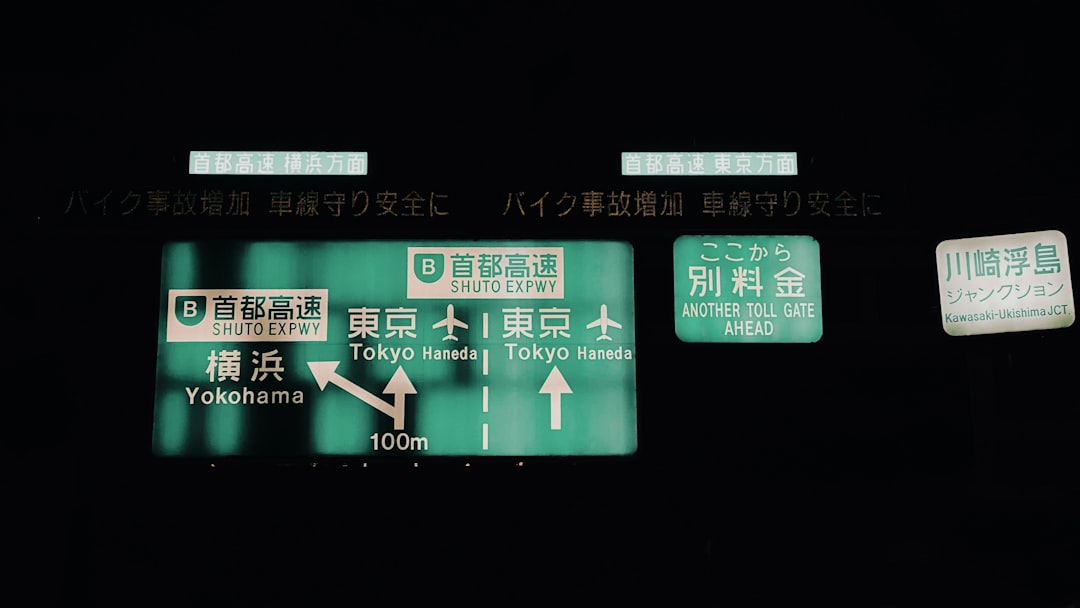 首都高速 横浜方面
首都高速 東京方面
バイク事故増加 車線守り安全に
バイク事故増加 車線守り安全に
B 首都高速
SHUTO EXPWY
横浜
Yokohama
B 首都高速
SHUTO EXPWY
東京
Tokyo Haneda
東京
Tokyo Haneda
100m
ここから
別料金
ANOTHER TOLL GATE
AHEAD
川崎浮島
ジャンクション
Kawasaki-Ukishima JCT